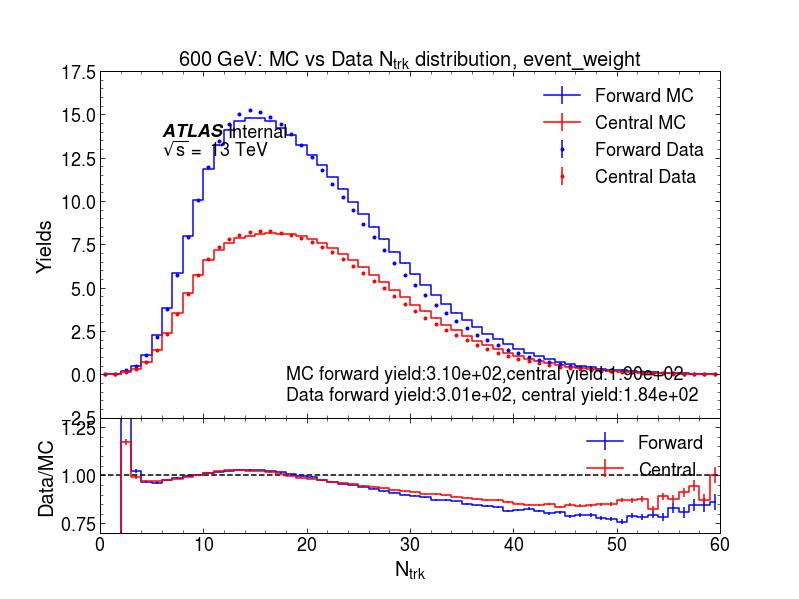 600 GeV: MC vs Data Ntrk distribution, event_weight
17.5
15.0
12.5
10.0
7.5
5.0
2.5
0.0
2.5
Yields
ATLAS Internal
√s = 13 TeV
Forward MC
Central MC
Forward Data
Central Data
MC forward yield:3.10e+02,central yield:1.90e+02
Data forward yield:3.01e+02, central yield:1.84e+02
1.25
1.00
0.75
Data/MC
Forward
Central
0 10 20 30 40 50 60
Ntrk